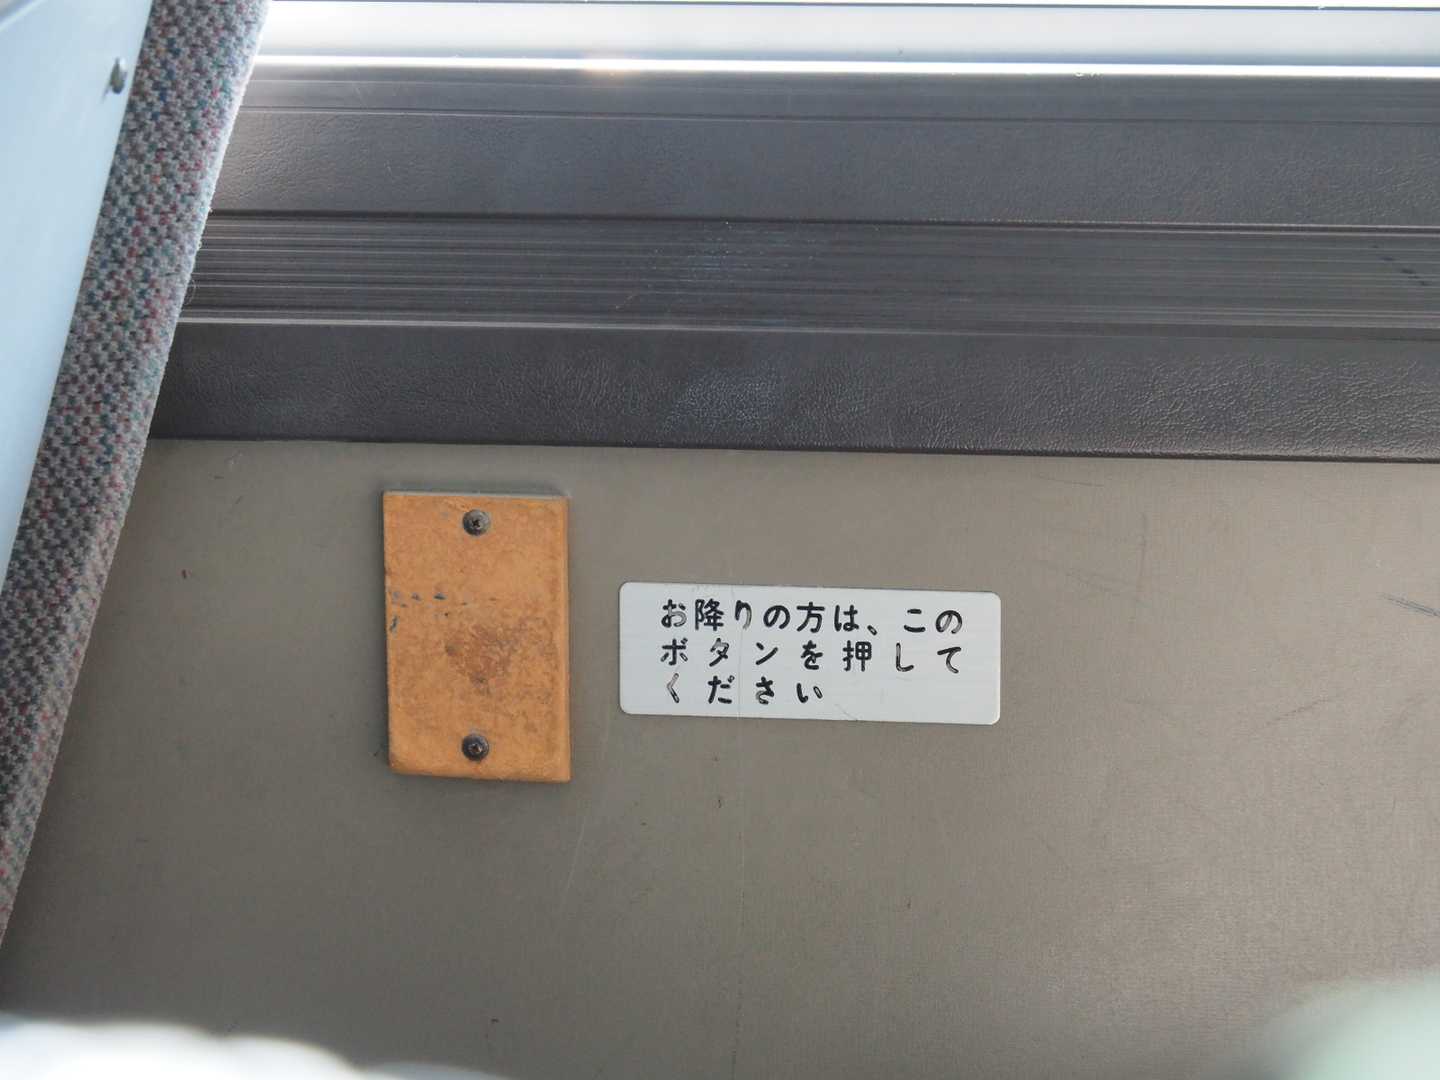 お降りの方は、この
ボタンを押して
ください